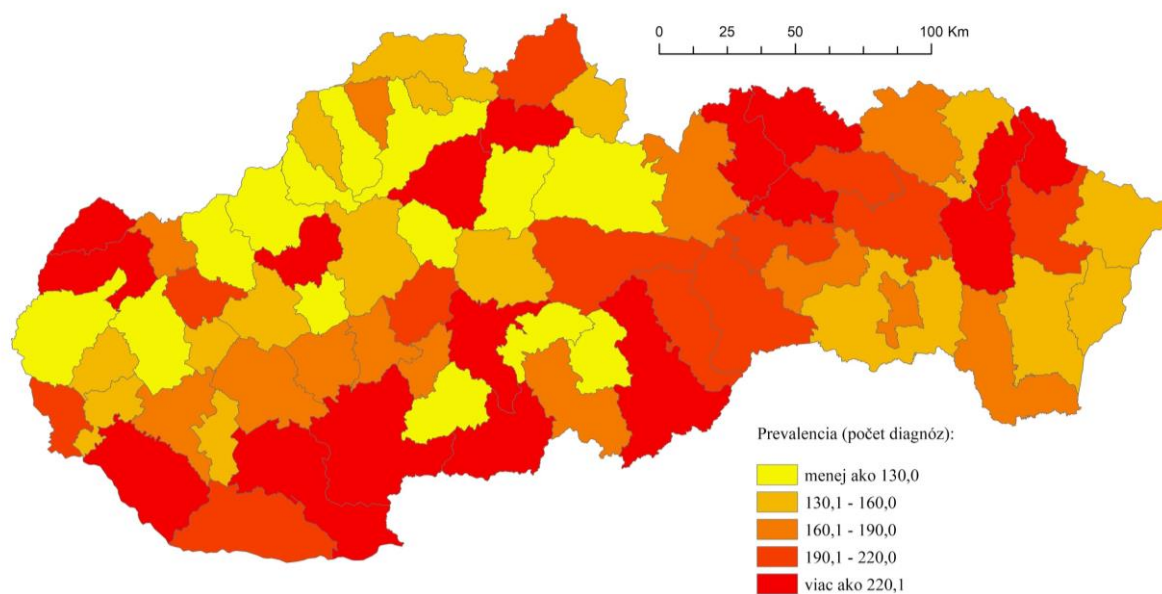 0 25 50 100 Km
Prevalencia (počet diagnóz):
menej ako 130,0
130,1 - 160,0
160,1 - 190,0
190,1 - 220,0
viac ako 220,1